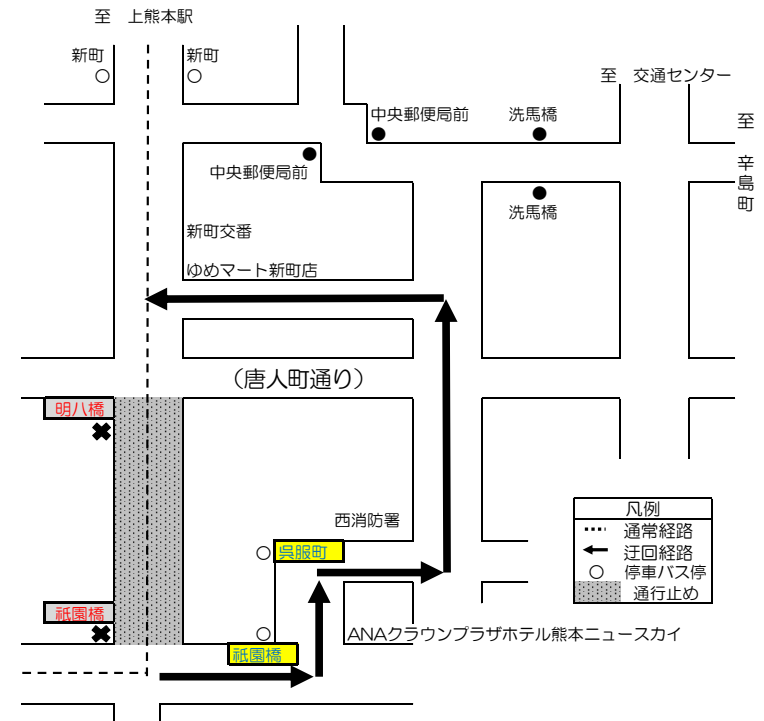 至　上熊本駅
新町
新町
至　交通センター
中央郵便局前
洗馬橋
至　辛島町
中央郵便局前
洗馬橋
新町交番
ゆめマート新町店
（唐人町通り）
明八橋
西消防署
呉服町
祇園橋
ANAクラウンプラザホテル熊本ニュースカイ
祇園橋
凡例
通常経路
迂回経路
停車バス停
通行止め